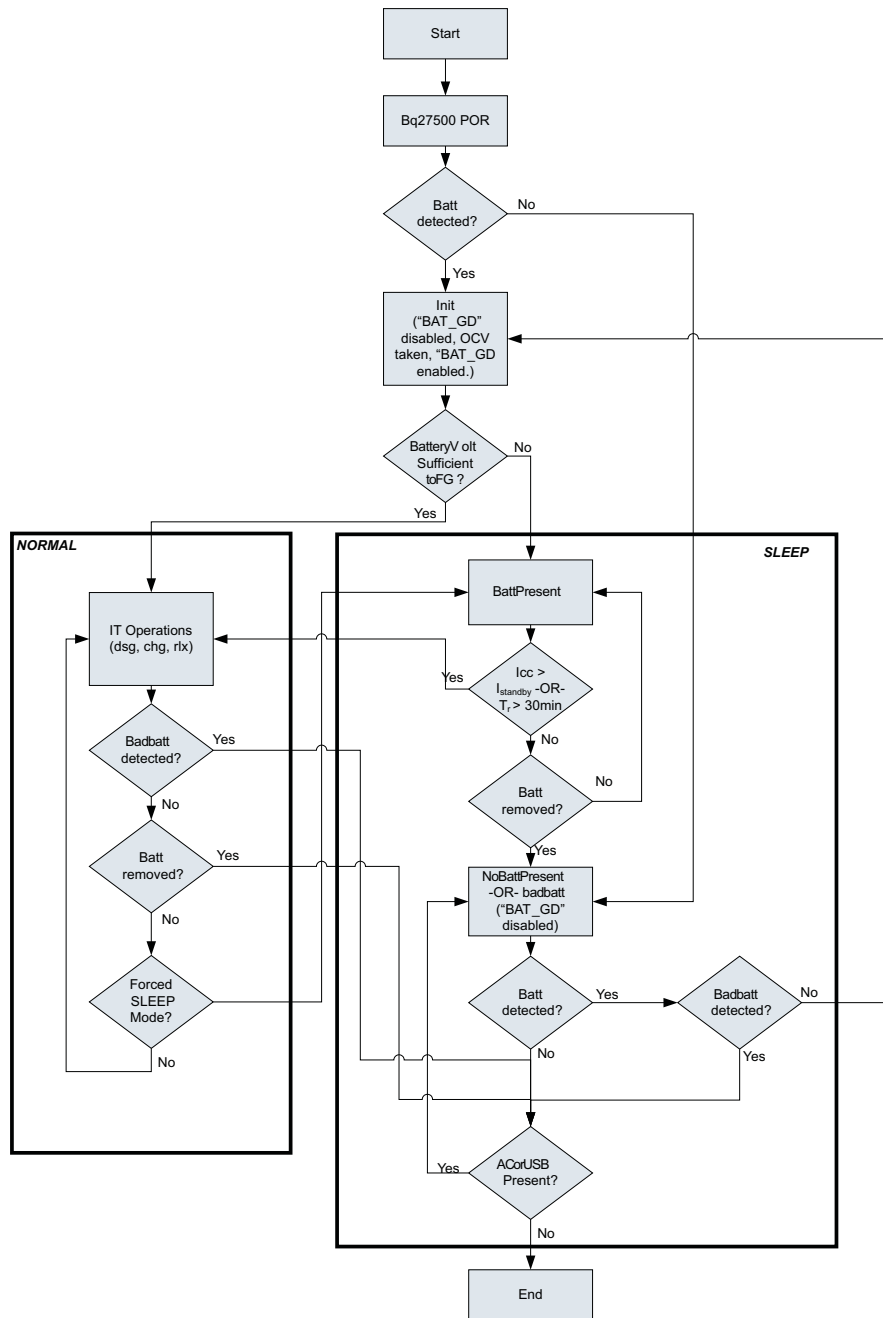 Start
Bq27500 POR
Batt
detected?
No
Yes
Init
("BAT_GD"
disabled, OCV
taken, "BAT_GD
enabled.)
BatteryV olt
Sufficient
toFG ?
No
Yes
NORMAL
SLEEP
IT Operations
(dsg, chg, rlx)
Badbatt
detected?
Yes
No
Batt
removed?
Yes
No
Forced
SLEEP
Mode?
No
BattPresent
Icc >
Istandby -OR-
Tr > 30min
Yes
No
Batt
removed?
No
Yes
NoBattPresent
-OR- badbatt
("BAT_GD"
disabled)
Batt
detected?
Yes
No
Badbatt
detected?
No
Yes
ACorUSB
Present?
Yes
No
End